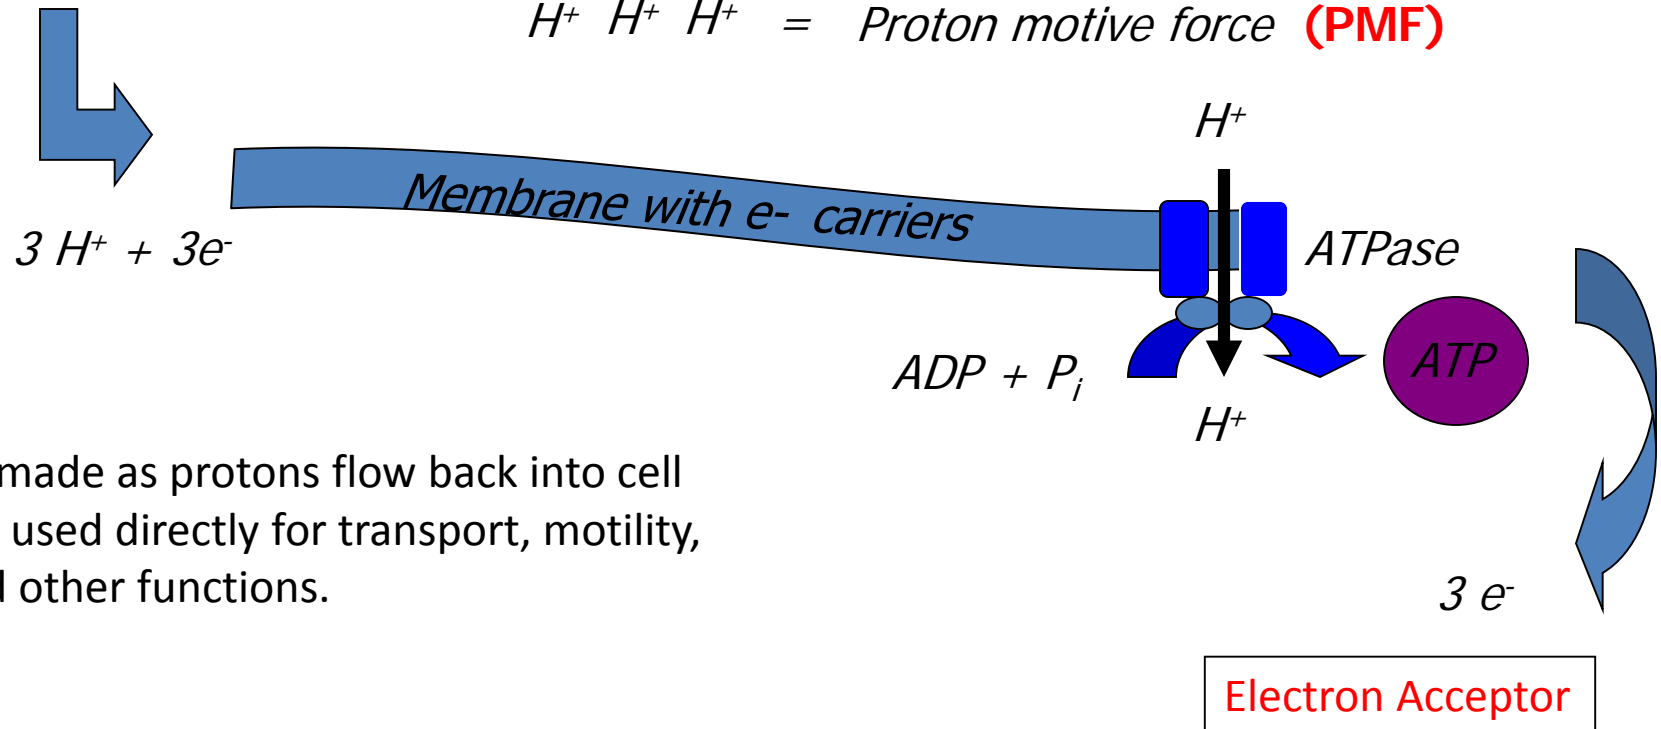 H⁺ H⁺ H⁺ = Proton motive force (PMF)
H⁺
Membrane with e- carriers
3 H⁺ + 3e⁻
ATPase
ADP + Pᵢ
ATP
H⁺
made as protons flow back into cell
used directly for transport, motility,
other functions.
3 e⁻
Electron Acceptor